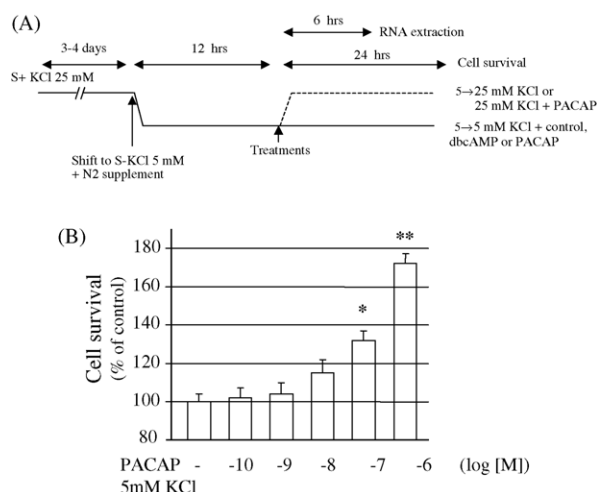 (A)
6 hrs
RNA extraction
3-4 days
12 hrs
24 hrs
Cell survival
S+ KCl 25 mM
5→25 mM KCl or
25 mM KCl + PACAP
5→5 mM KCl + control,
dbcAMP or PACAP
Shift to S-KCl 5 mM
+ N2 supplement
Treatments
(B)
Cell survival
(% of control)
180
160
140
120
100
80
*
**
PACAP - -10 -9 -8 -7 -6 (log [M])
5mM KCl